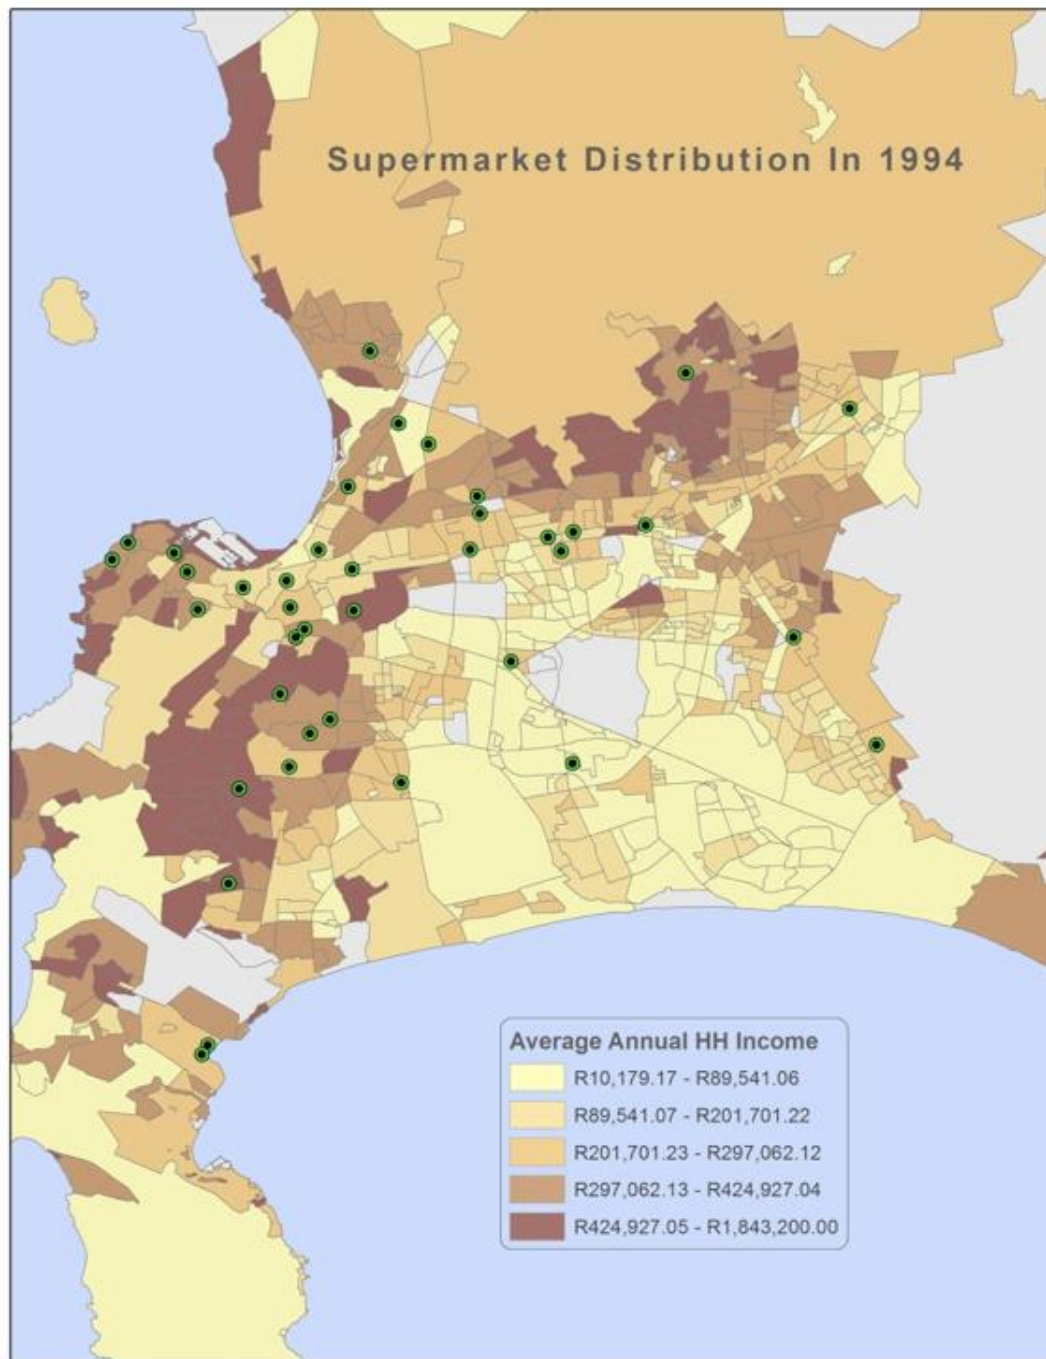 Supermarket Distribution In 1994
Average Annual HH Income
R10,179.17 - R89,541.06
R89,541.07 - R201,701.22
R201,701.23 - R297,062.12
R297,062.13 - R424,927.04
R424,927.05 - R1,843,200.00